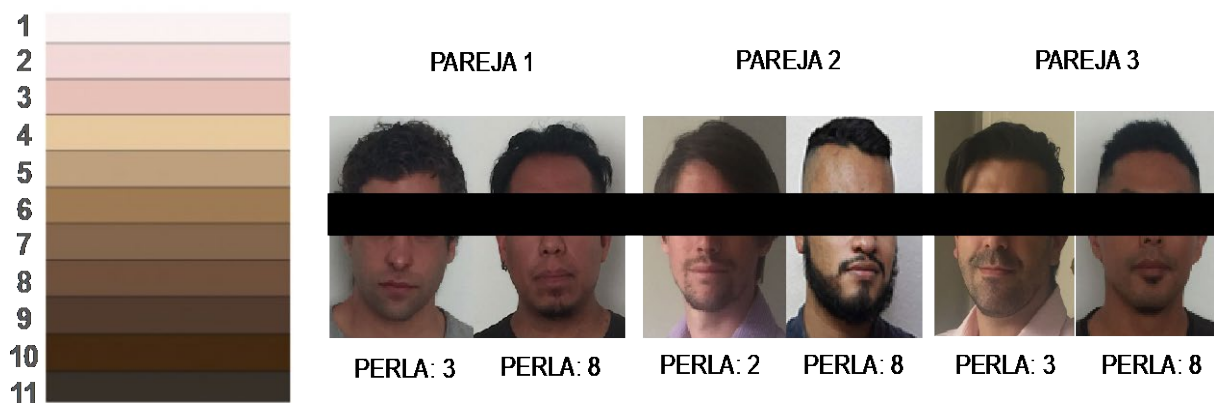 1
2
3
4
5
6
7
8
9
10
11
PAREJA 1
PAREJA 2
PAREJA 3
PERLA: 3
PERLA: 8
PERLA: 2
PERLA: 8
PERLA: 3
PERLA: 8